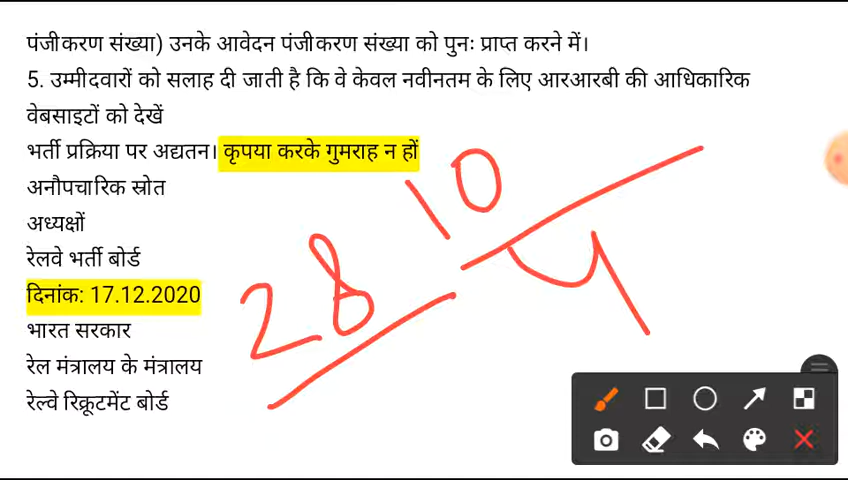 पंजीकरण संख्या) उनके आवेदन पंजीकरण संख्या को पुनः प्राप्त करने में।
5. उम्मीदवारों को सलाह दी जाती है कि वे केवल नवीनतम के लिए आरआरबी की आधिकारिक
वेबसाइटों को देखें
भर्ती प्रक्रिया पर अद्यतन। कृपया करके गुमराह न हों
अनौपचारिक स्रोत
अध्यक्षों
रेलवे भर्ती बोर्ड
दिनांक: 17.12.2020
भारत सरकार
रेल मंत्रालय के मंत्रालय
रेल्वे रिक्रूटमेंट बोर्ड
28
10
4